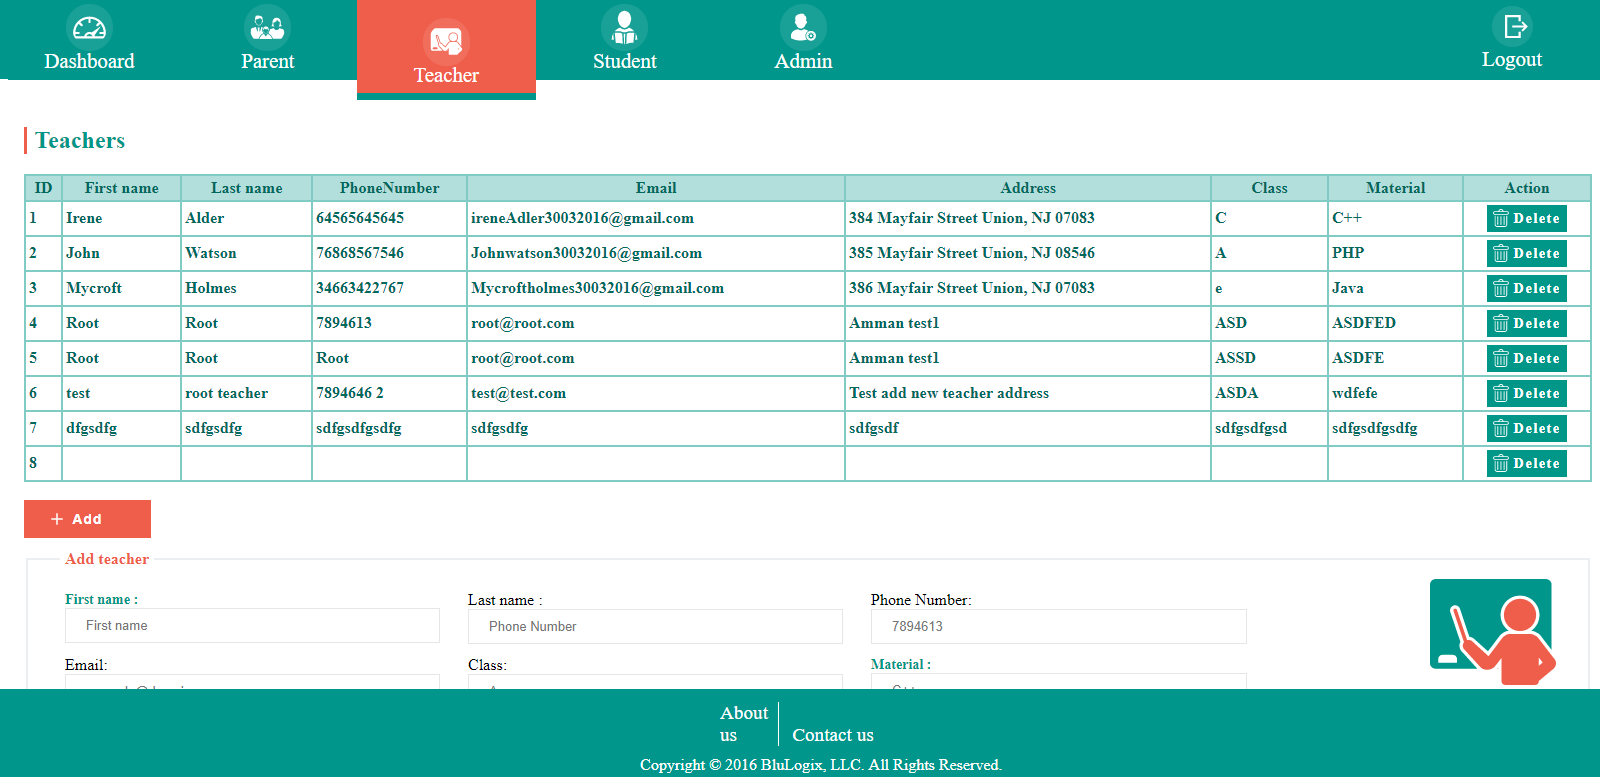 Dashboard Parent Teacher Student Admin Logout
Teachers
ID First name Last name PhoneNumber Email Address Class Material Action
1 Irene Alder 64565645645 ireneAdler30032016@gmail.com 384 Mayfair Street Union, NJ 07083 C C++ Delete
2 John Watson 76868567546 Johnwatson30032016@gmail.com 385 Mayfair Street Union, NJ 08546 A PHP Delete
3 Mycroft Holmes 34663422767 Mycroftholmes30032016@gmail.com 386 Mayfair Street Union, NJ 07083 e Java Delete
4 Root Root 7894613 root@root.com Amman test1 ASD ASDFED Delete
5 Root Root Root root@root.com Amman test1 ASSD ASDFE Delete
6 test root teacher 7894646 2 test@test.com Test add new teacher address ASDA wdfefe Delete
7 dfgsdfg sdfgsdfg sdfgsdfgsdfg sdfgsdfg sdfgsdf sdfgsdfgsd sdfgsdfgsdfg Delete
8 Delete
+ Add
Add teacher
First name : Last name : Phone Number:
First name Phone Number 7894613
Email: Class: Material :
About us
Contact us
Copyright © 2016 BluLogix, LLC. All Rights Reserved.